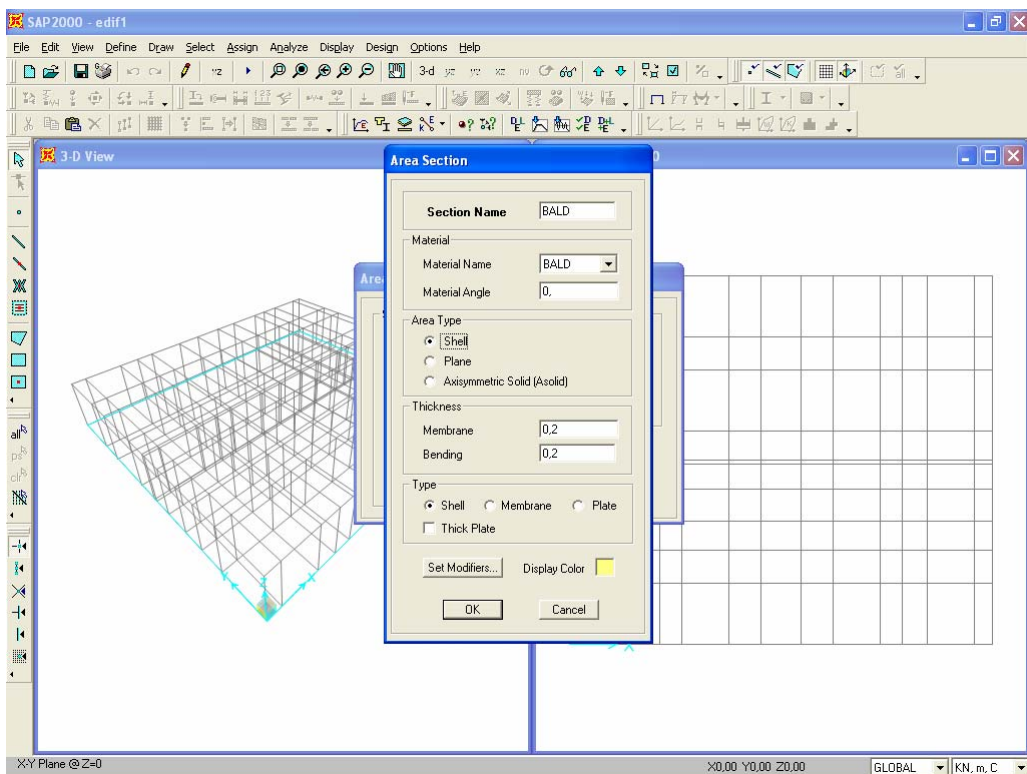 SAP2000 - edif1
File Edit View Define Draw Select Assign Analyze Display Design Options Help
3-d
3-D View
Area Section
Section Name BALD
Material
Material Name BALD
Material Angle 0,
Area Type
Shell
Plane
Axisymmetric Solid (Asolid)
Thickness
Membrane 0,2
Bending 0,2
Type
Shell Membrane Plate
Thick Plate
Set Modifiers... Display Color
OK Cancel
all
X
Y
Z
X
X-Y Plane @ Z=0
X0,00 Y0,00 Z0,00
GLOBAL
KN, m, C